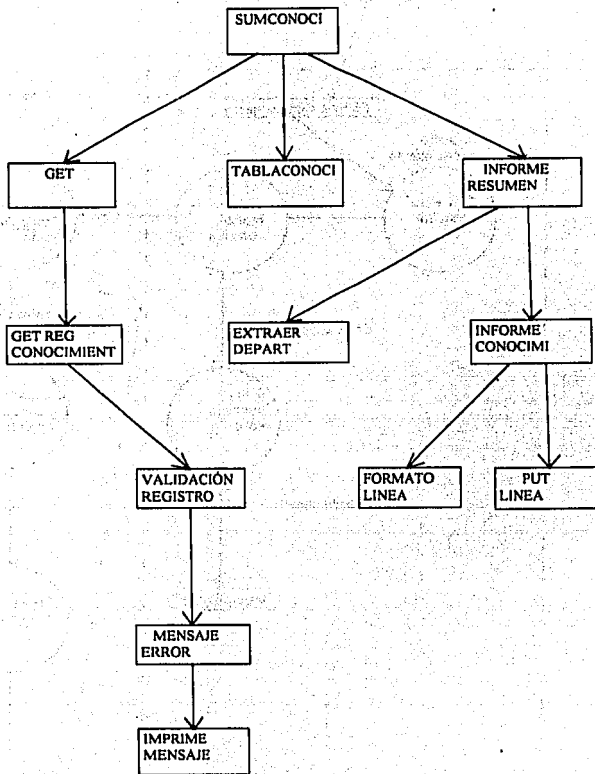 SUMCONOCI
GET
TABLACONOCI
INFORME
RESUMEN
GET REG
CONOCIMIENT
EXTRAER
DEPART
INFORME
CONOCIMI
VALIDACIÓN
REGISTRO
FORMATO
LINEA
PUT
LINEA
MENSAJE
ERROR
IMPRIME
MENSAJE